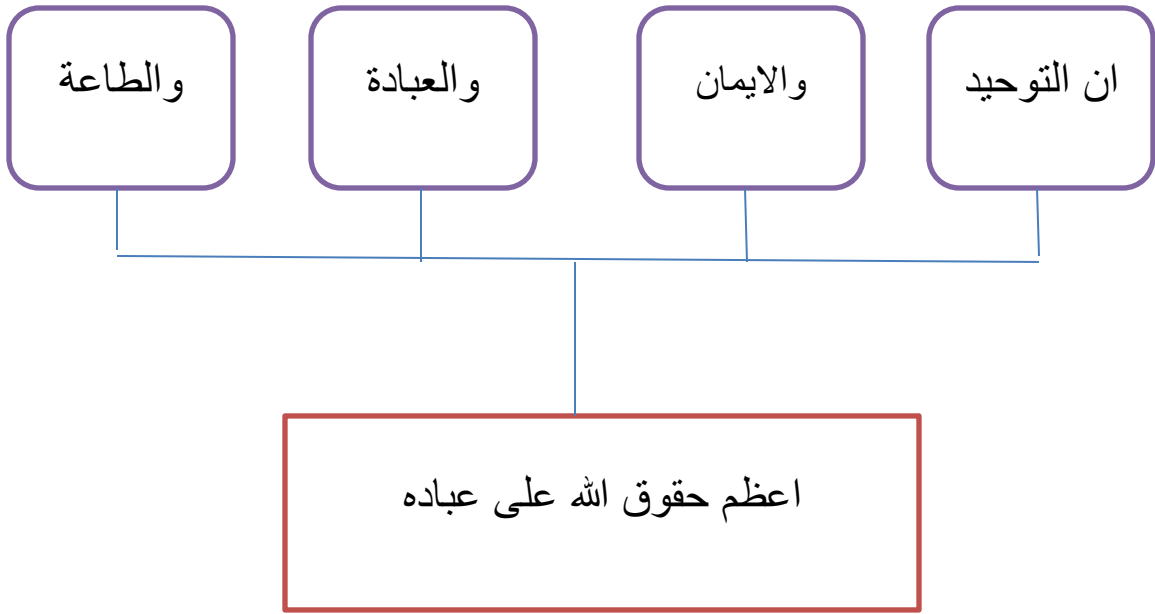 ان التوحيد
والايمان
والعبادة
والطاعة
اعظم حقوق الله على عباده